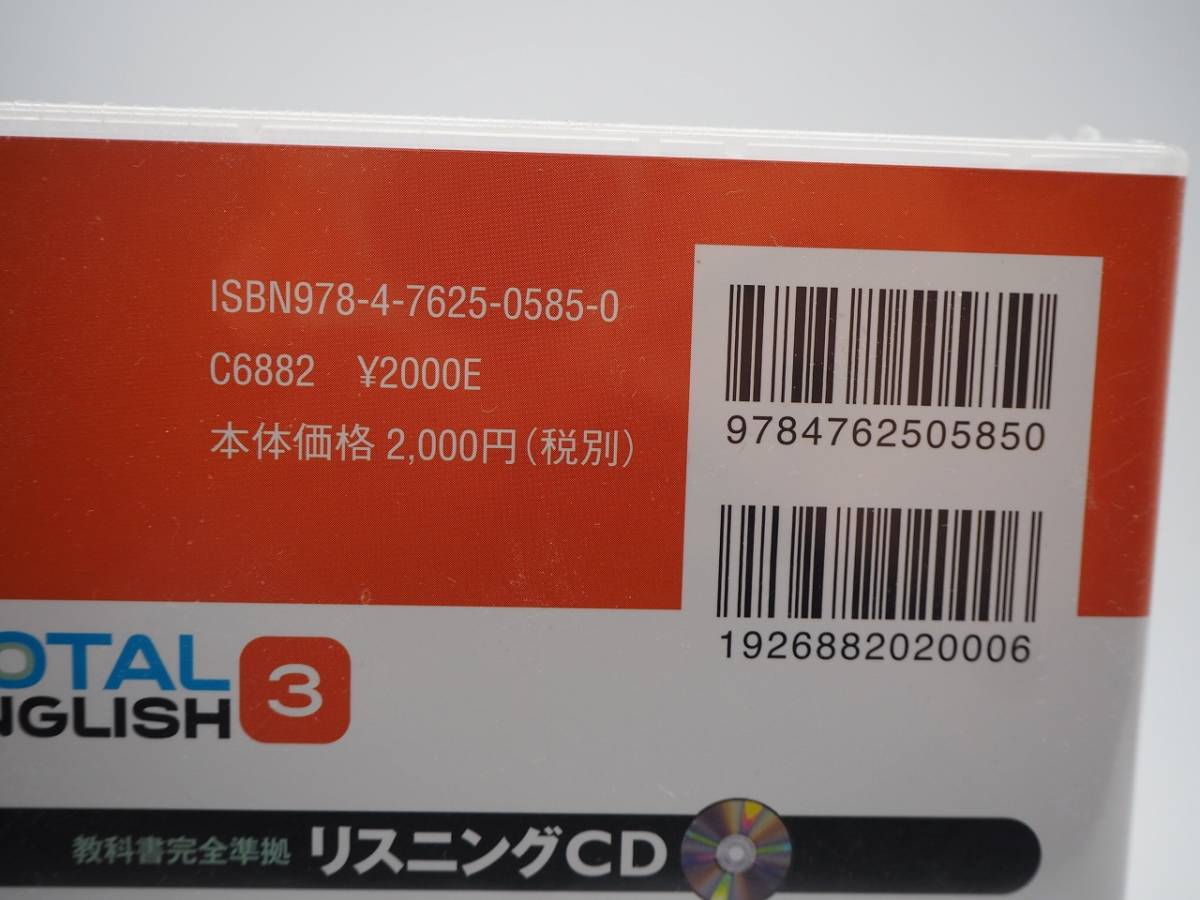 ISBN978-4-7625-0585-0
C6882 ¥2000E
本体価格 2,000円(税別)
9784762505850
1926882020006
OTAL
NGLISH 3
教科書完全準拠 リスニングCD